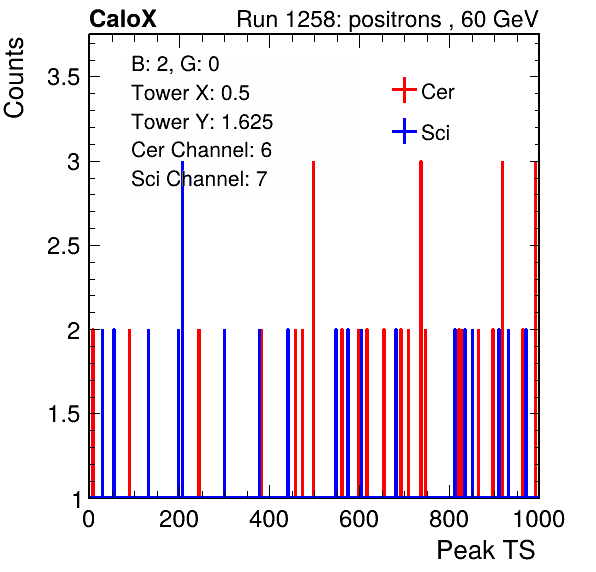 CaloX Run 1258: positrons , 60 GeV
Counts
B: 2, G: 0
Tower X: 0.5
Tower Y: 1.625
Cer Channel: 6
Sci Channel: 7
Cer
Sci
3.5
3
2.5
2
1.5
1
0 200 400 600 800 1000
Peak TS